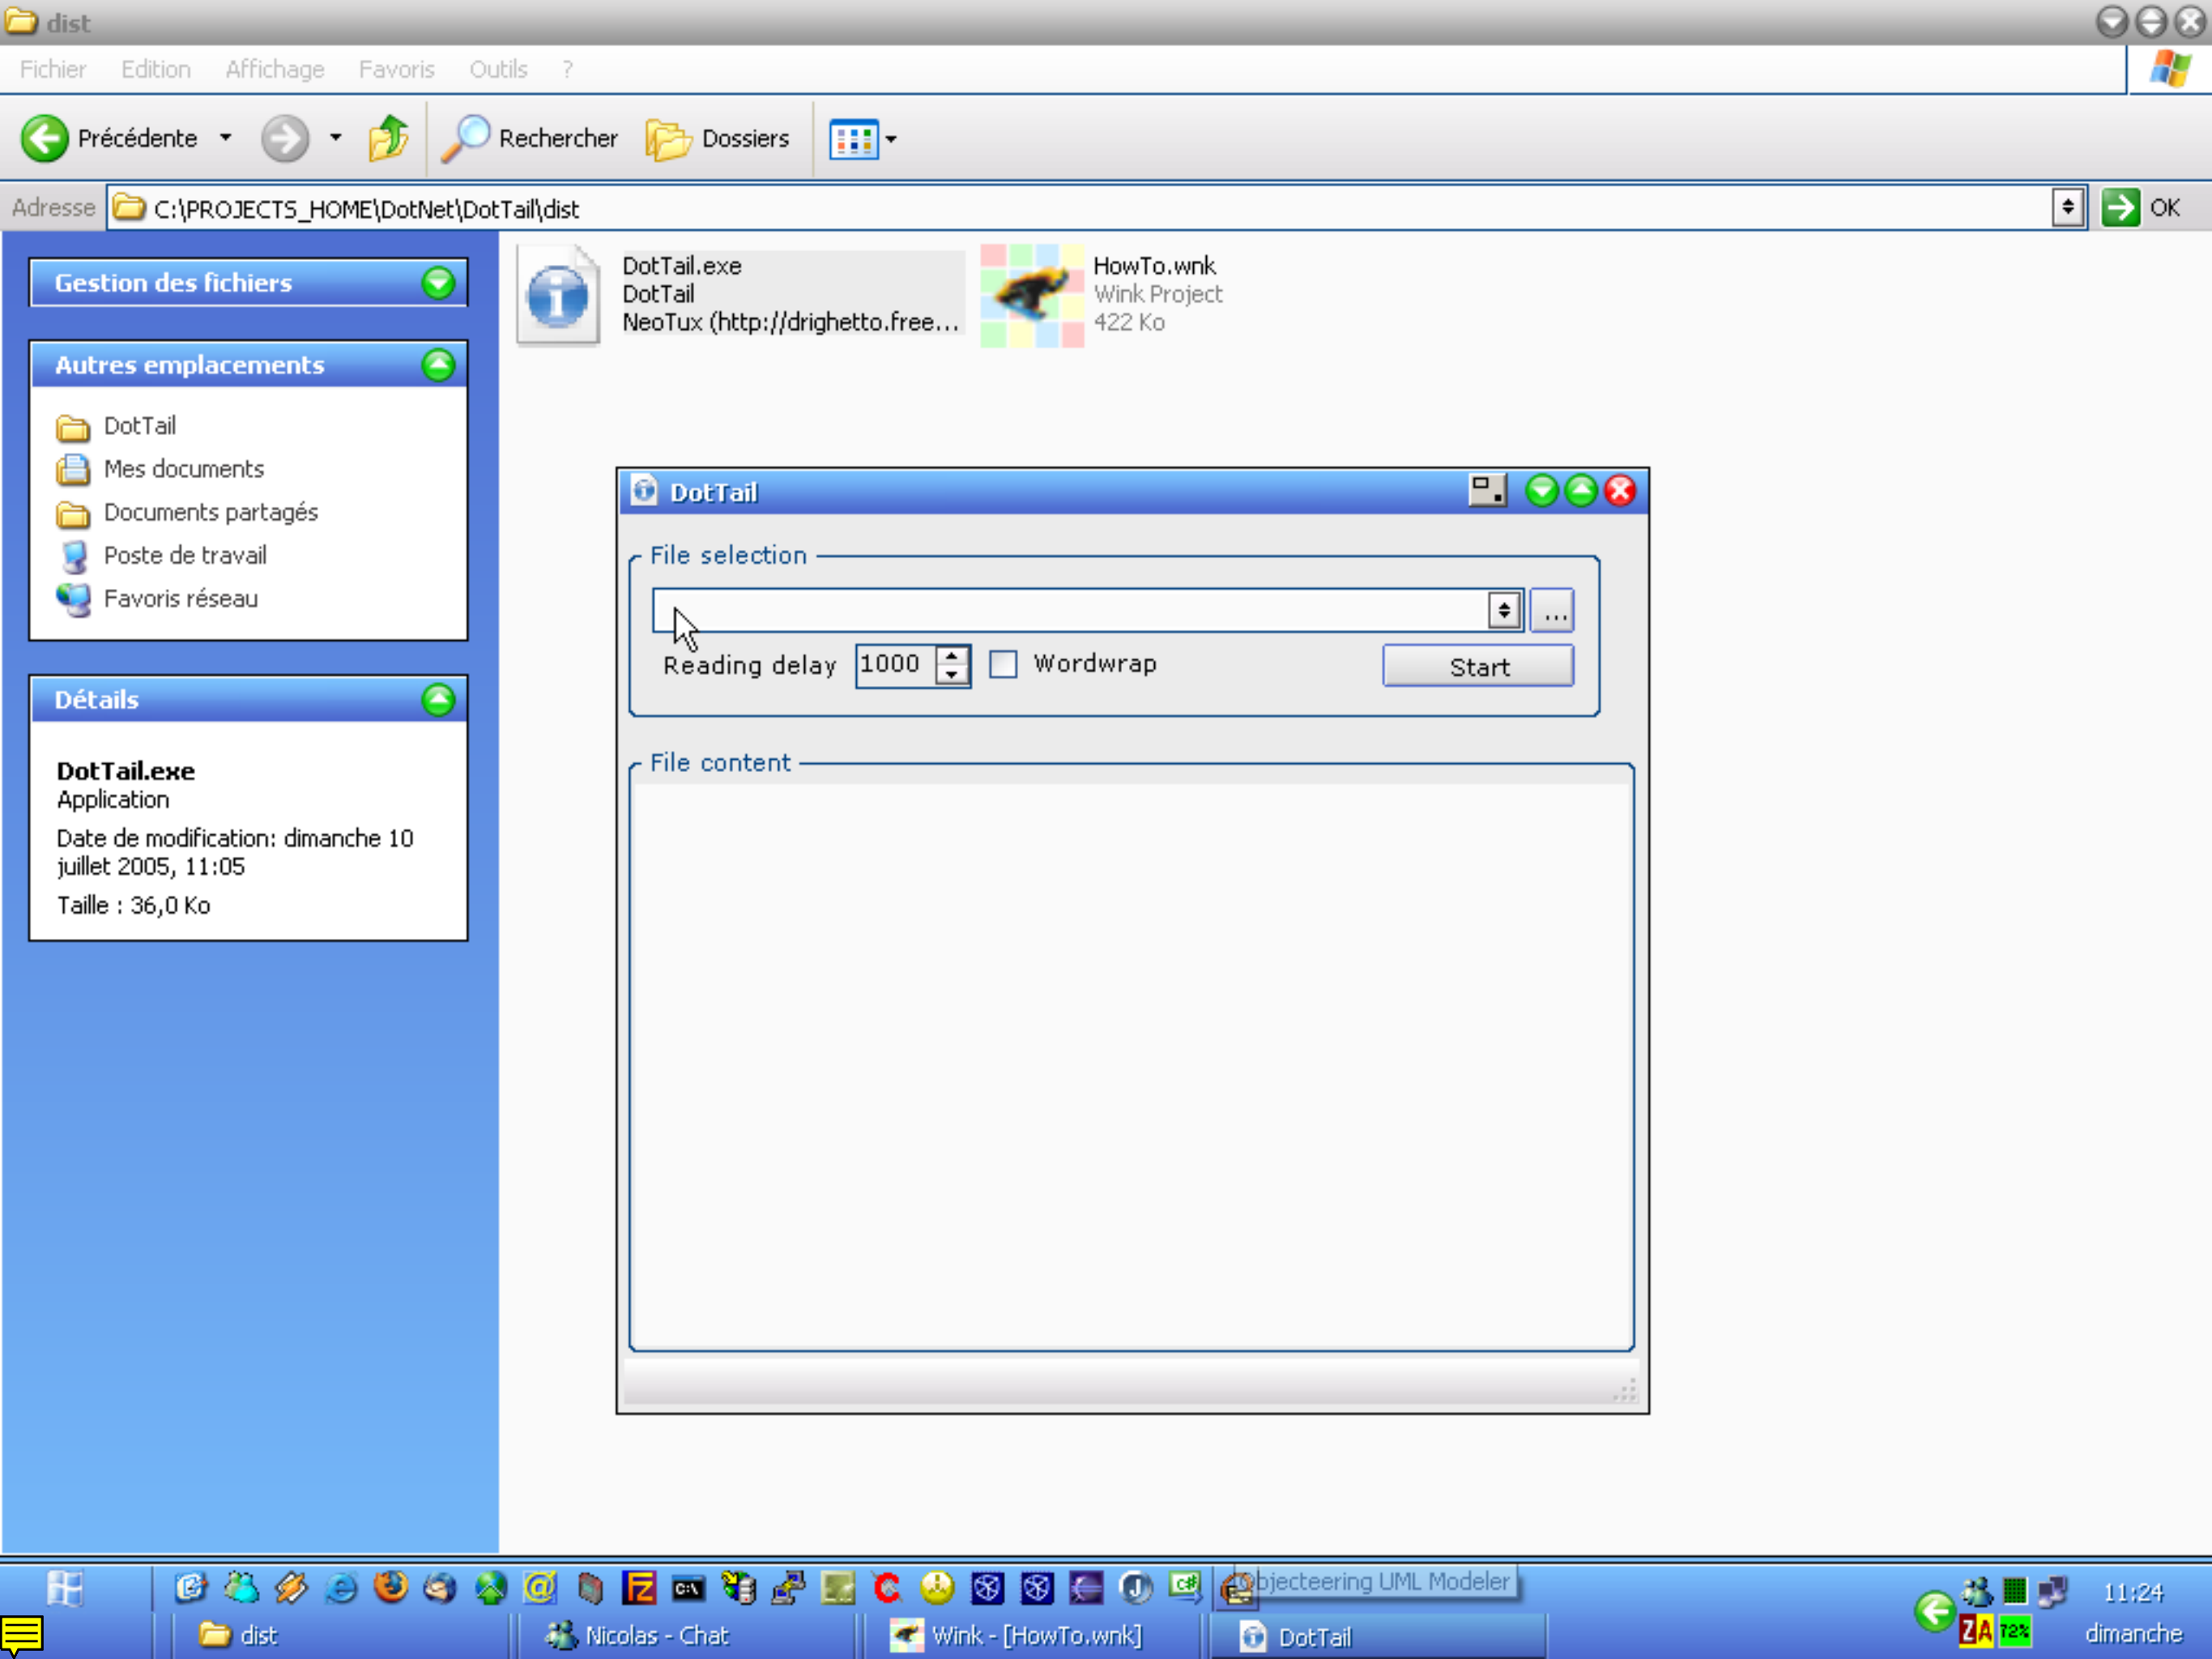 dist
Fichier Edition Affichage Favoris Outils ?
Précédente Rechercher Dossiers
Adresse C:\PROJECTS_HOME\DotNet\DotTail\dist OK
Gestion des fichiers
Autres emplacements
DotTail
Mes documents
Documents partagés
Poste de travail
Favoris réseau
Détails
DotTail.exe
Application
Date de modification: dimanche 10
juillet 2005, 11:05
Taille : 36,0 Ko
DotTail.exe
DotTail
NeoTux (http://drighetto.free...
HowTo.wnk
Wink Project
422 Ko
DotTail
File selection
...
Reading delay 1000 Wordwrap Start
File content
@ FZ C:\ C J C# bjecteering UML Modeler
11:24
dist Nicolas - Chat Wink - [HowTo.wnk] DotTail
ZA 72% dimanche